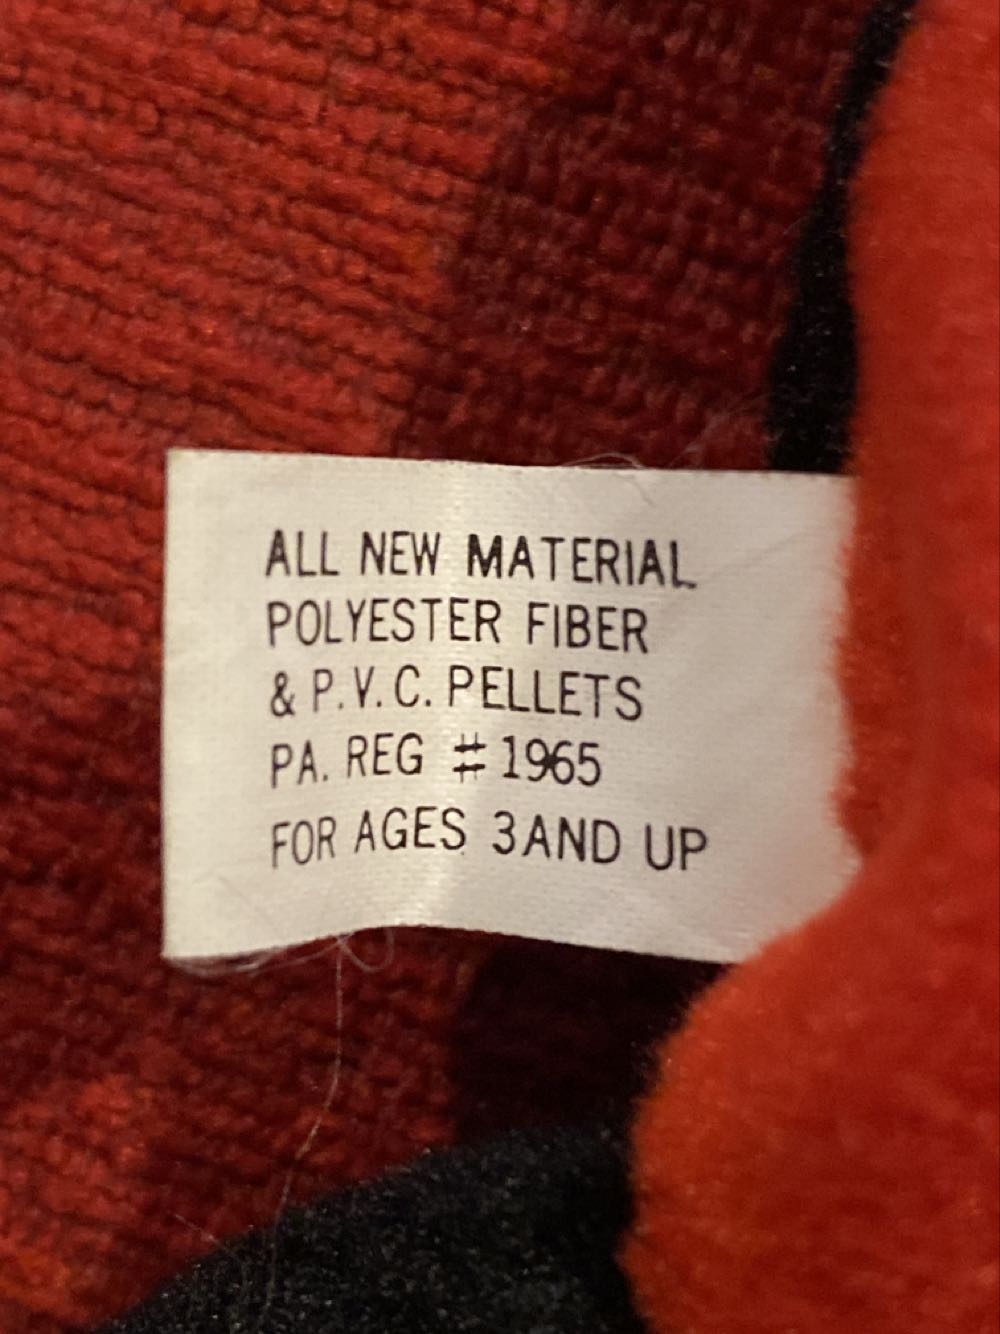 ALL NEW MATERIAL
POLYESTER FIBER
& P.V.C. PELLETS
PA. REG #1965
FOR AGES 3AND UP